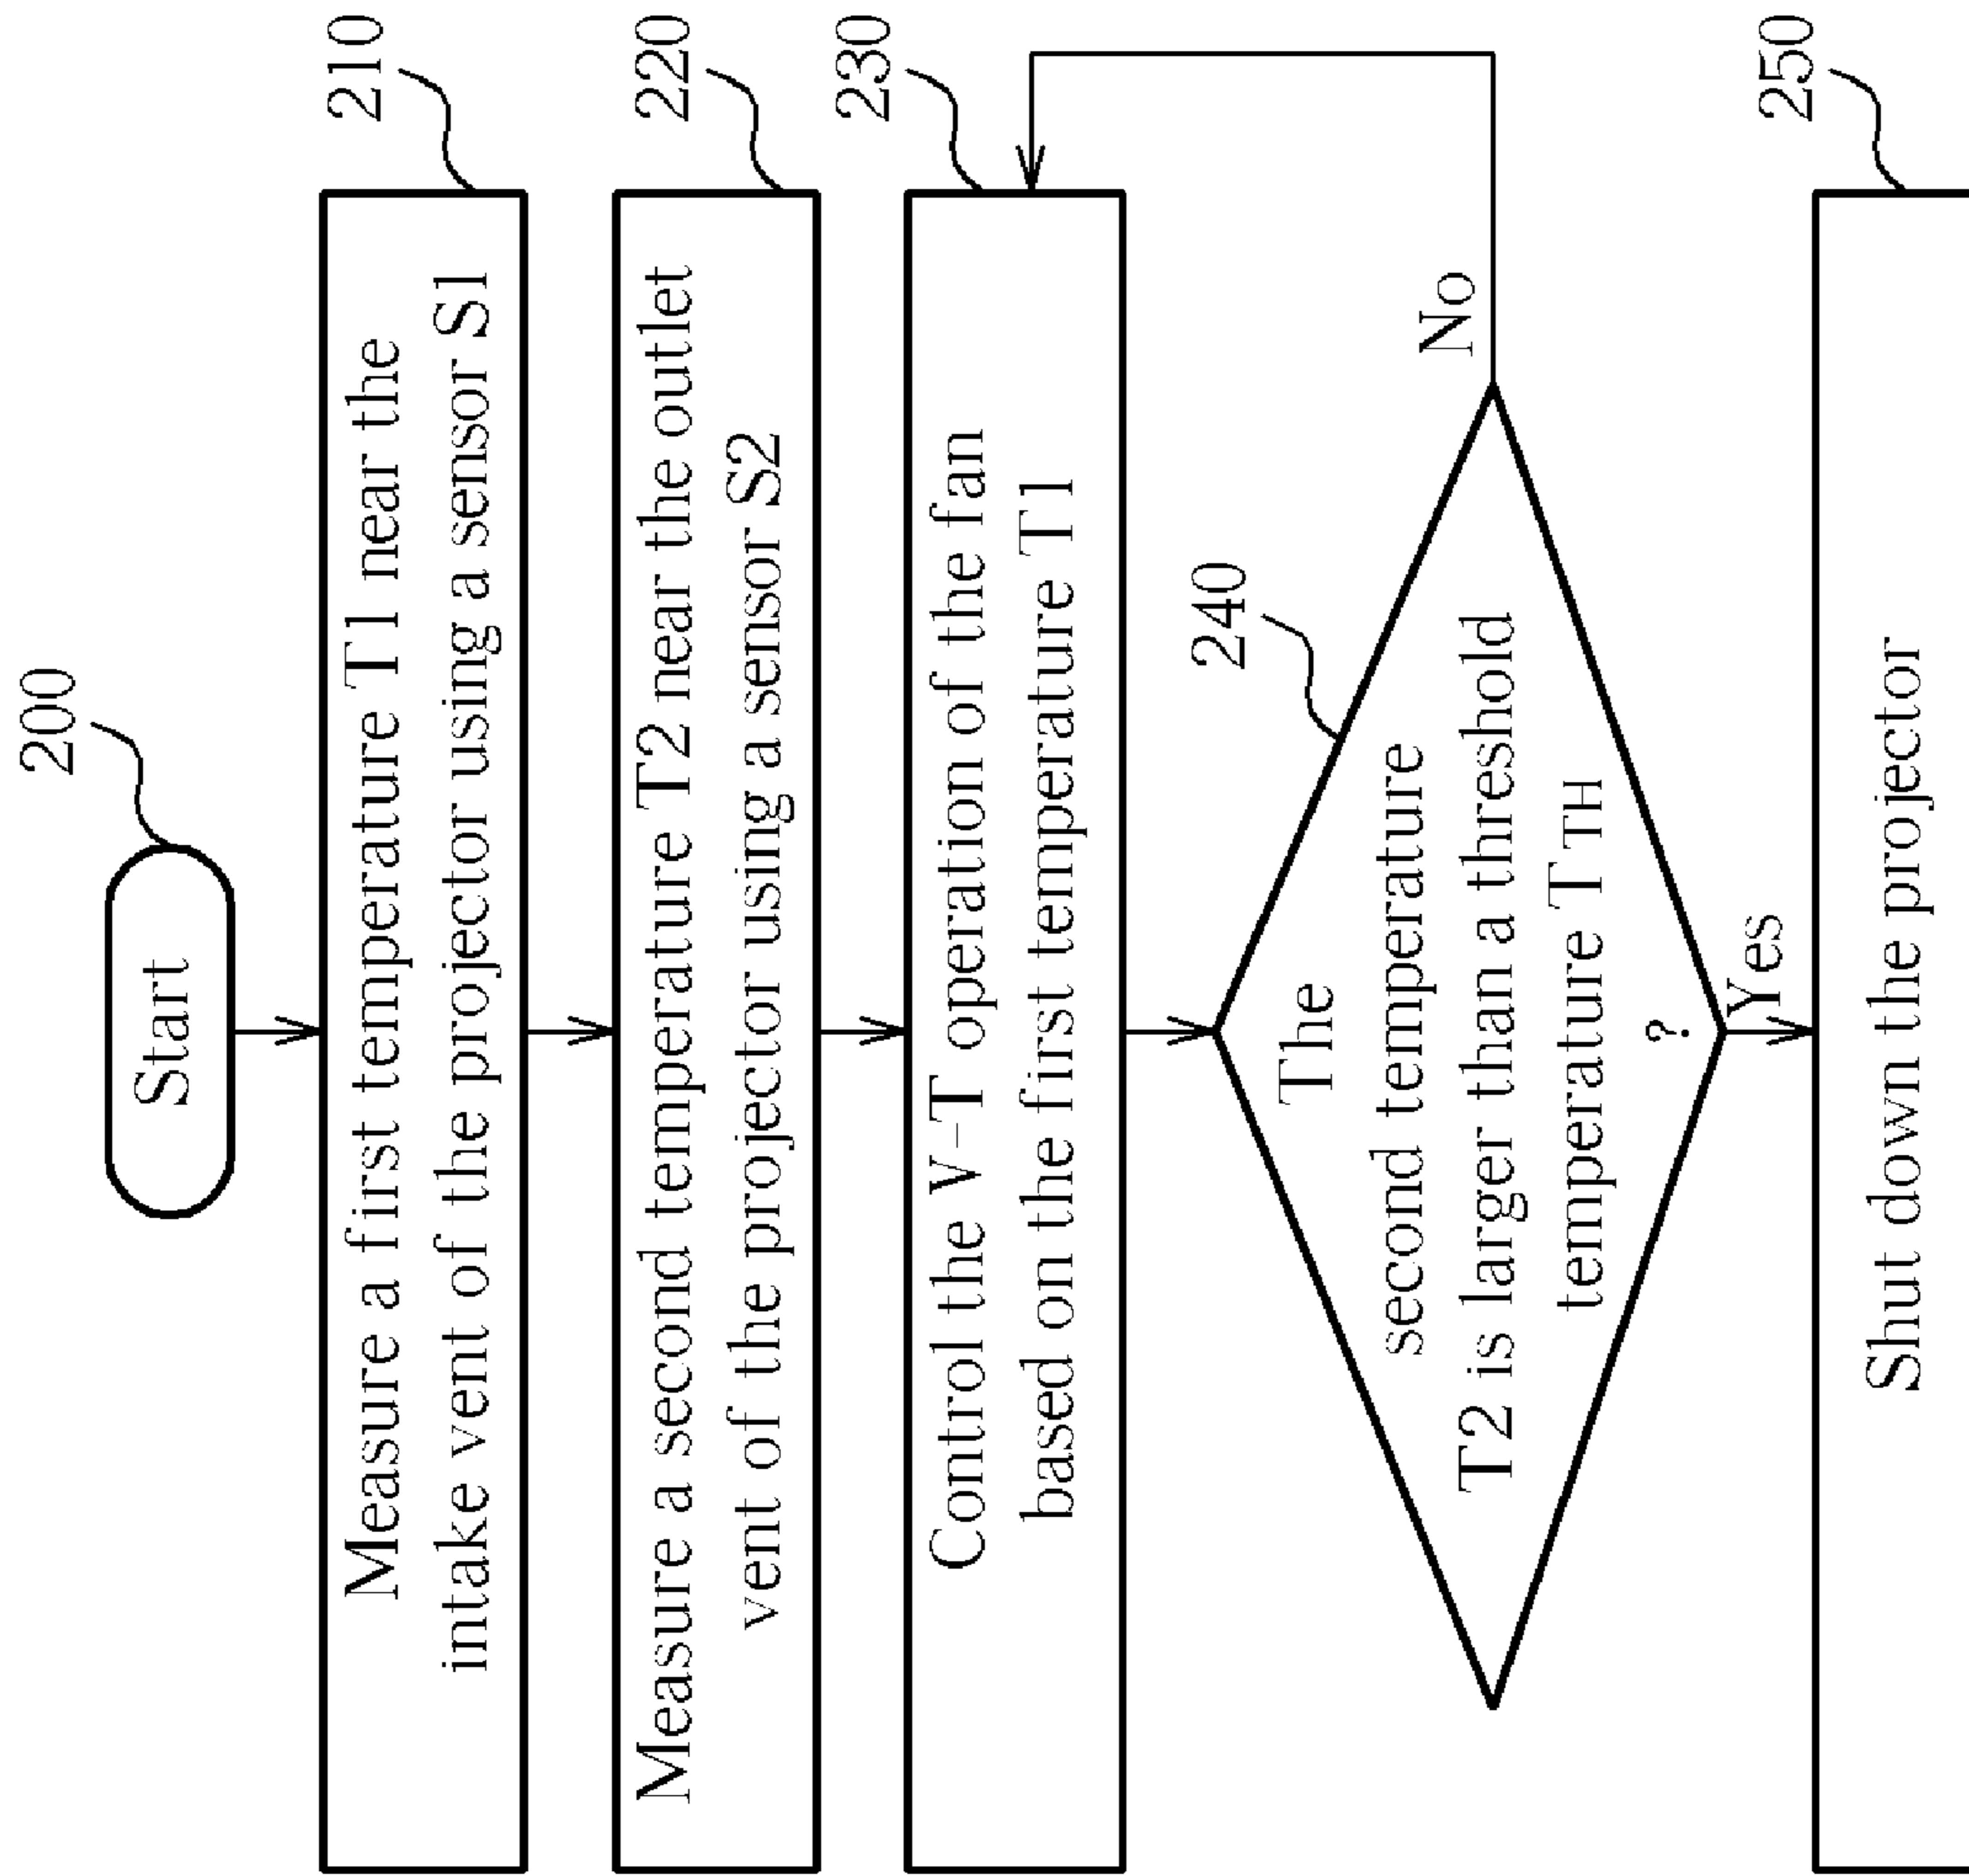 200
Start
210
Measure a first temperature T1 near the
intake vent of the projector using a sensor S1
220
Measure a second temperature T2 near the outlet
vent of the projector using a sensor S2
230
Control the V-T operation of the fan
based on the first temperature T1
240
The
second temperature
T2 is larger than a threshold
temperature TTH
?
No
Yes
250
Shut down the projector